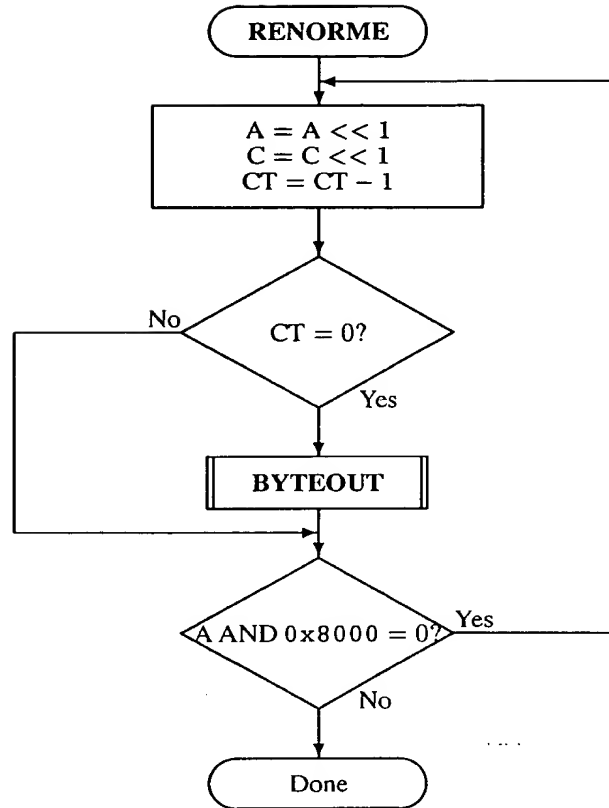 RENORME
A = A << 1
C = C << 1
CT = CT − 1
No
CT = 0?
Yes
BYTEOUT
A AND 0x8000 = 0?
Yes
No
Done